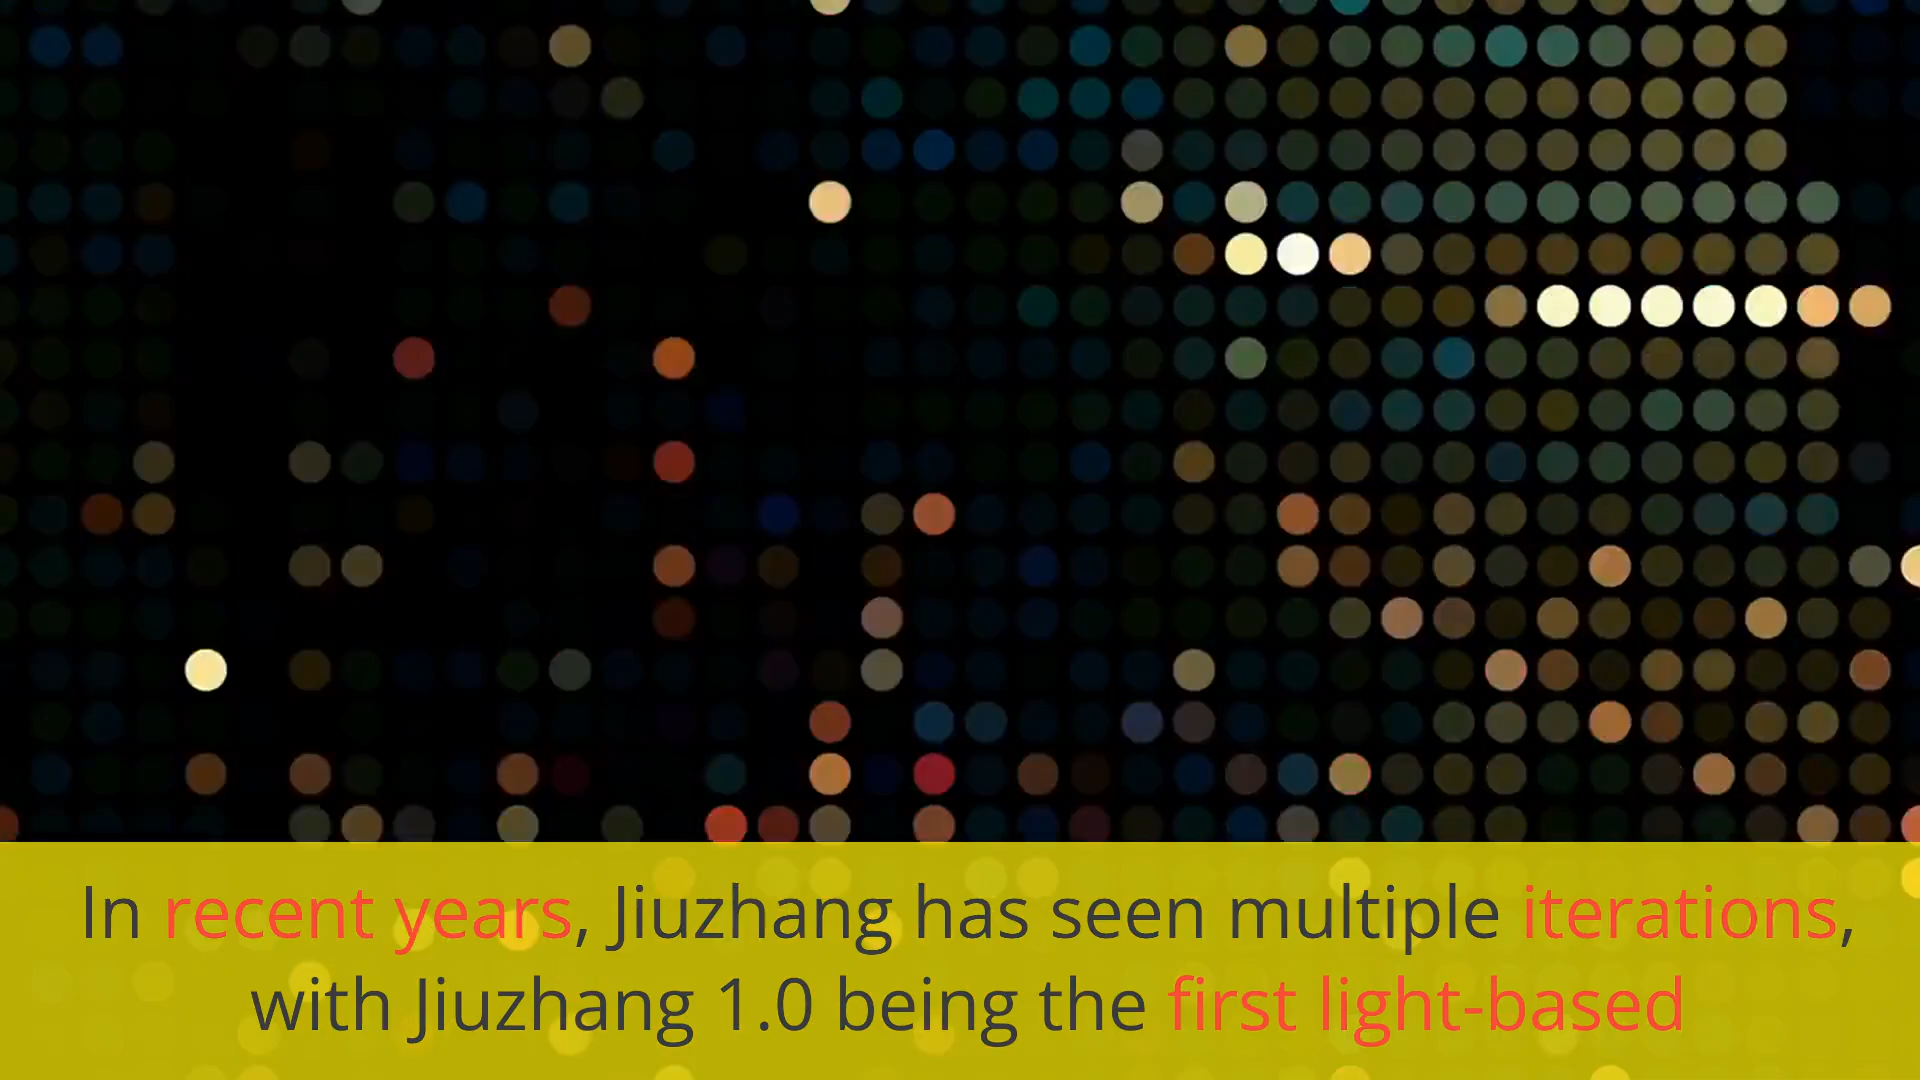 In recent years, Jiuzhang has seen multiple iterations,
with Jiuzhang 1.0 being the first light-based